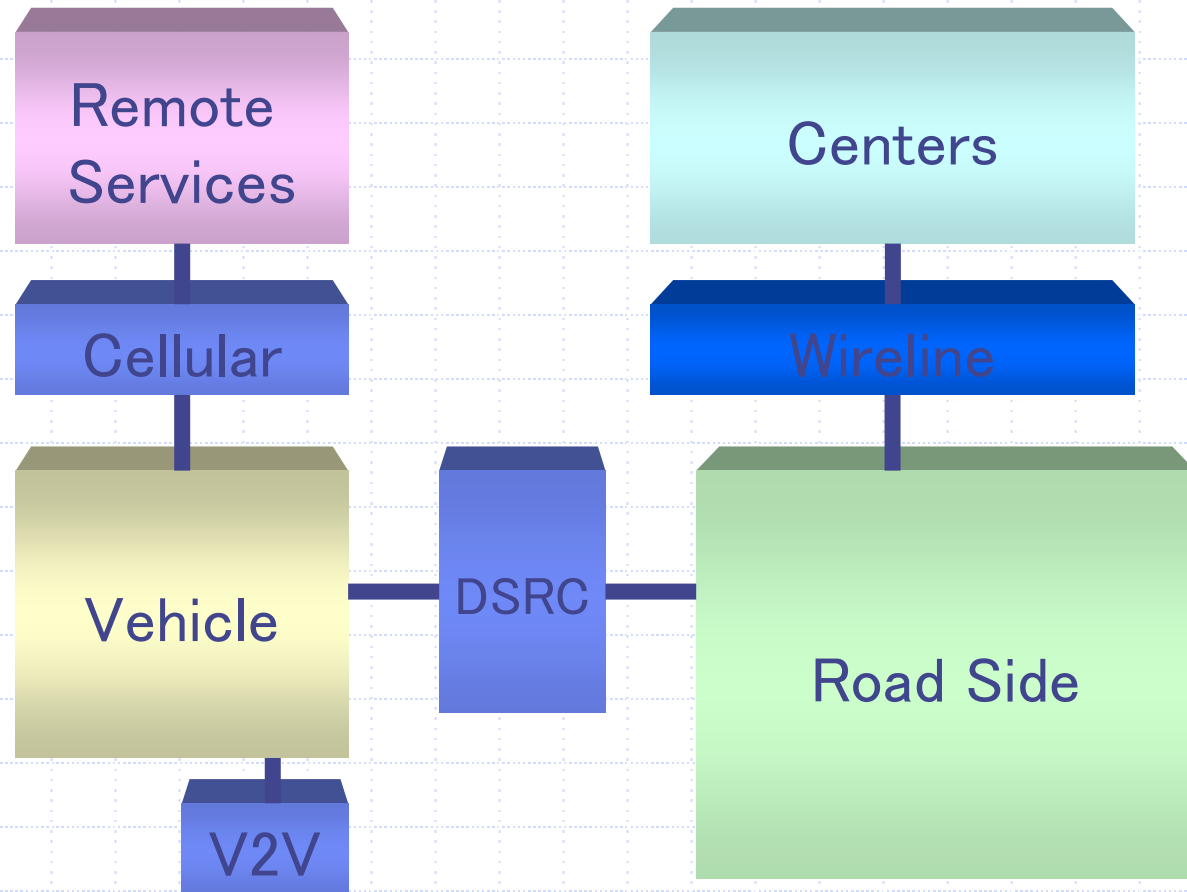 Remote
Services
Centers
Cellular
Wireline
Vehicle
DSRC
Road Side
V2V